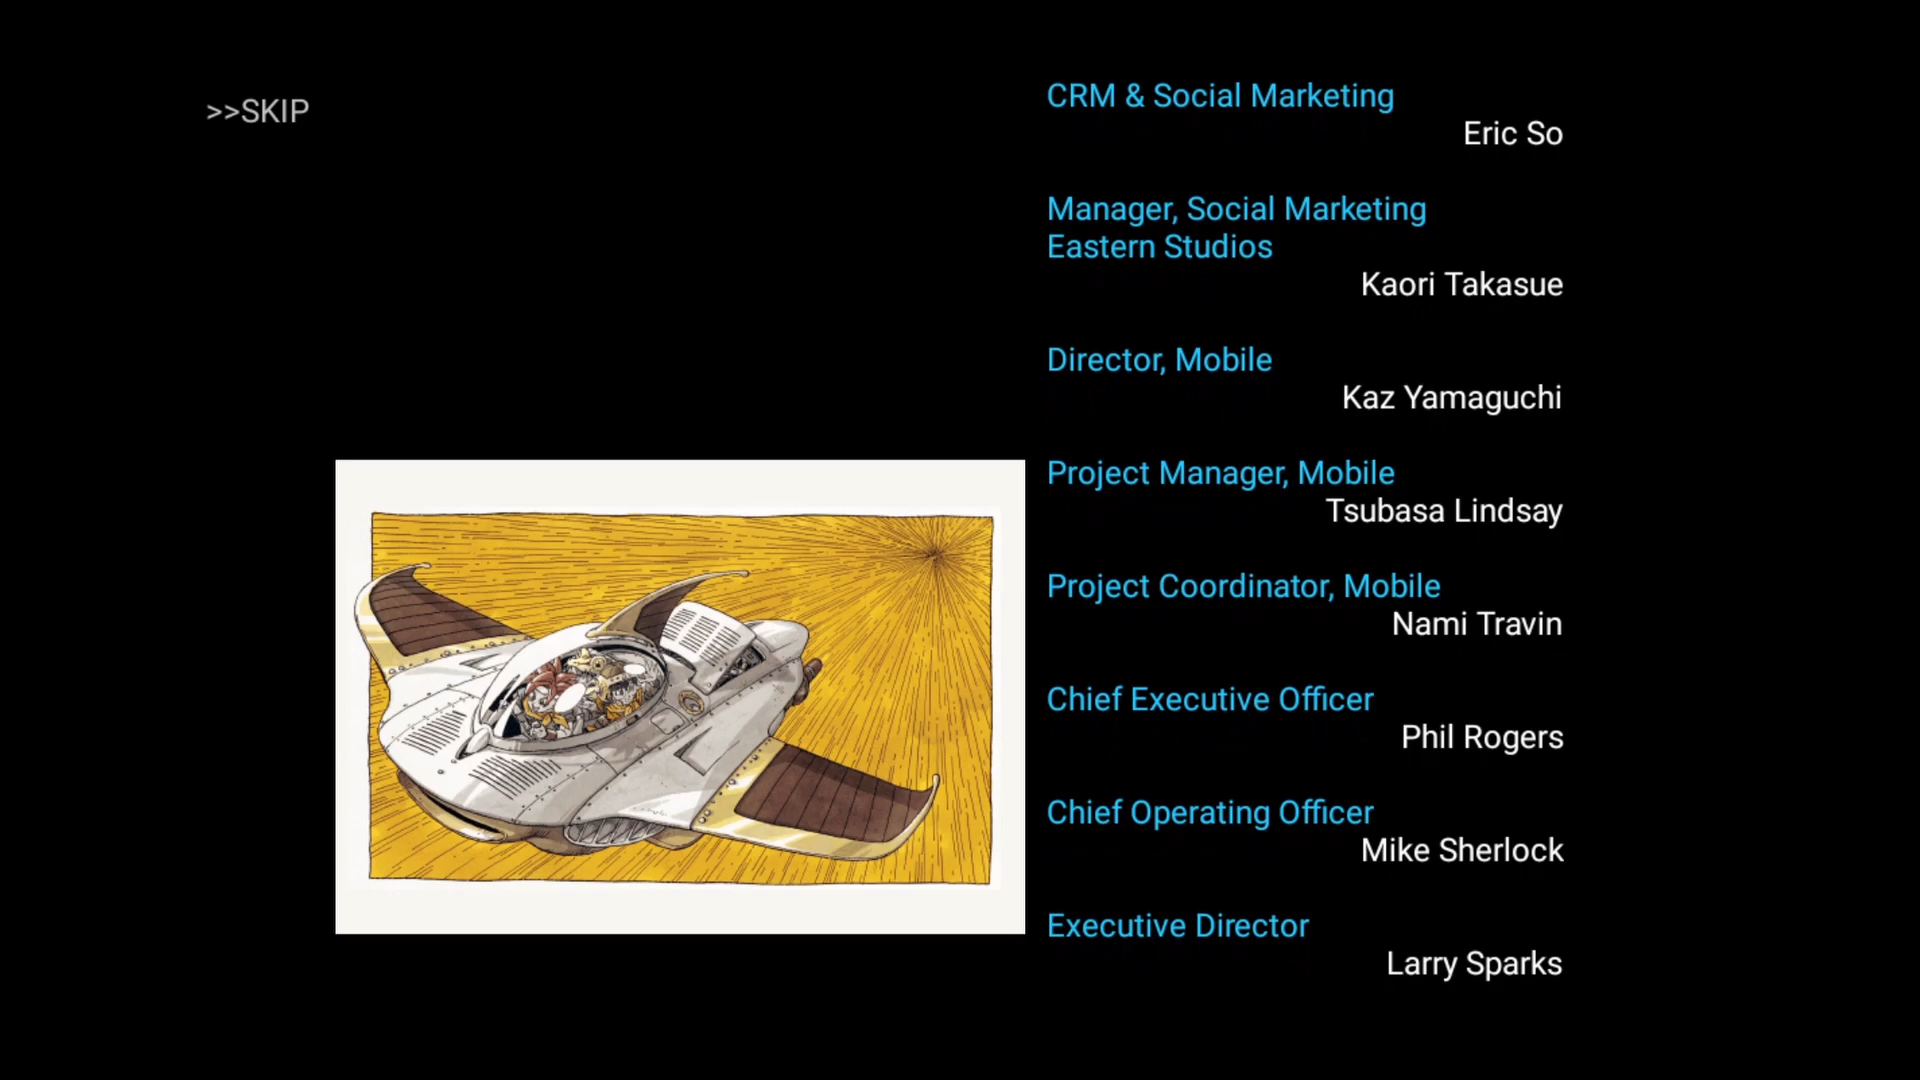 >>SKIP
CRM & Social Marketing
Eric So
Manager, Social Marketing
Eastern Studios
Kaori Takasue
Director, Mobile
Kaz Yamaguchi
Project Manager, Mobile
Tsubasa Lindsay
Project Coordinator, Mobile
Nami Travin
Chief Executive Officer
Phil Rogers
Chief Operating Officer
Mike Sherlock
Executive Director
Larry Sparks